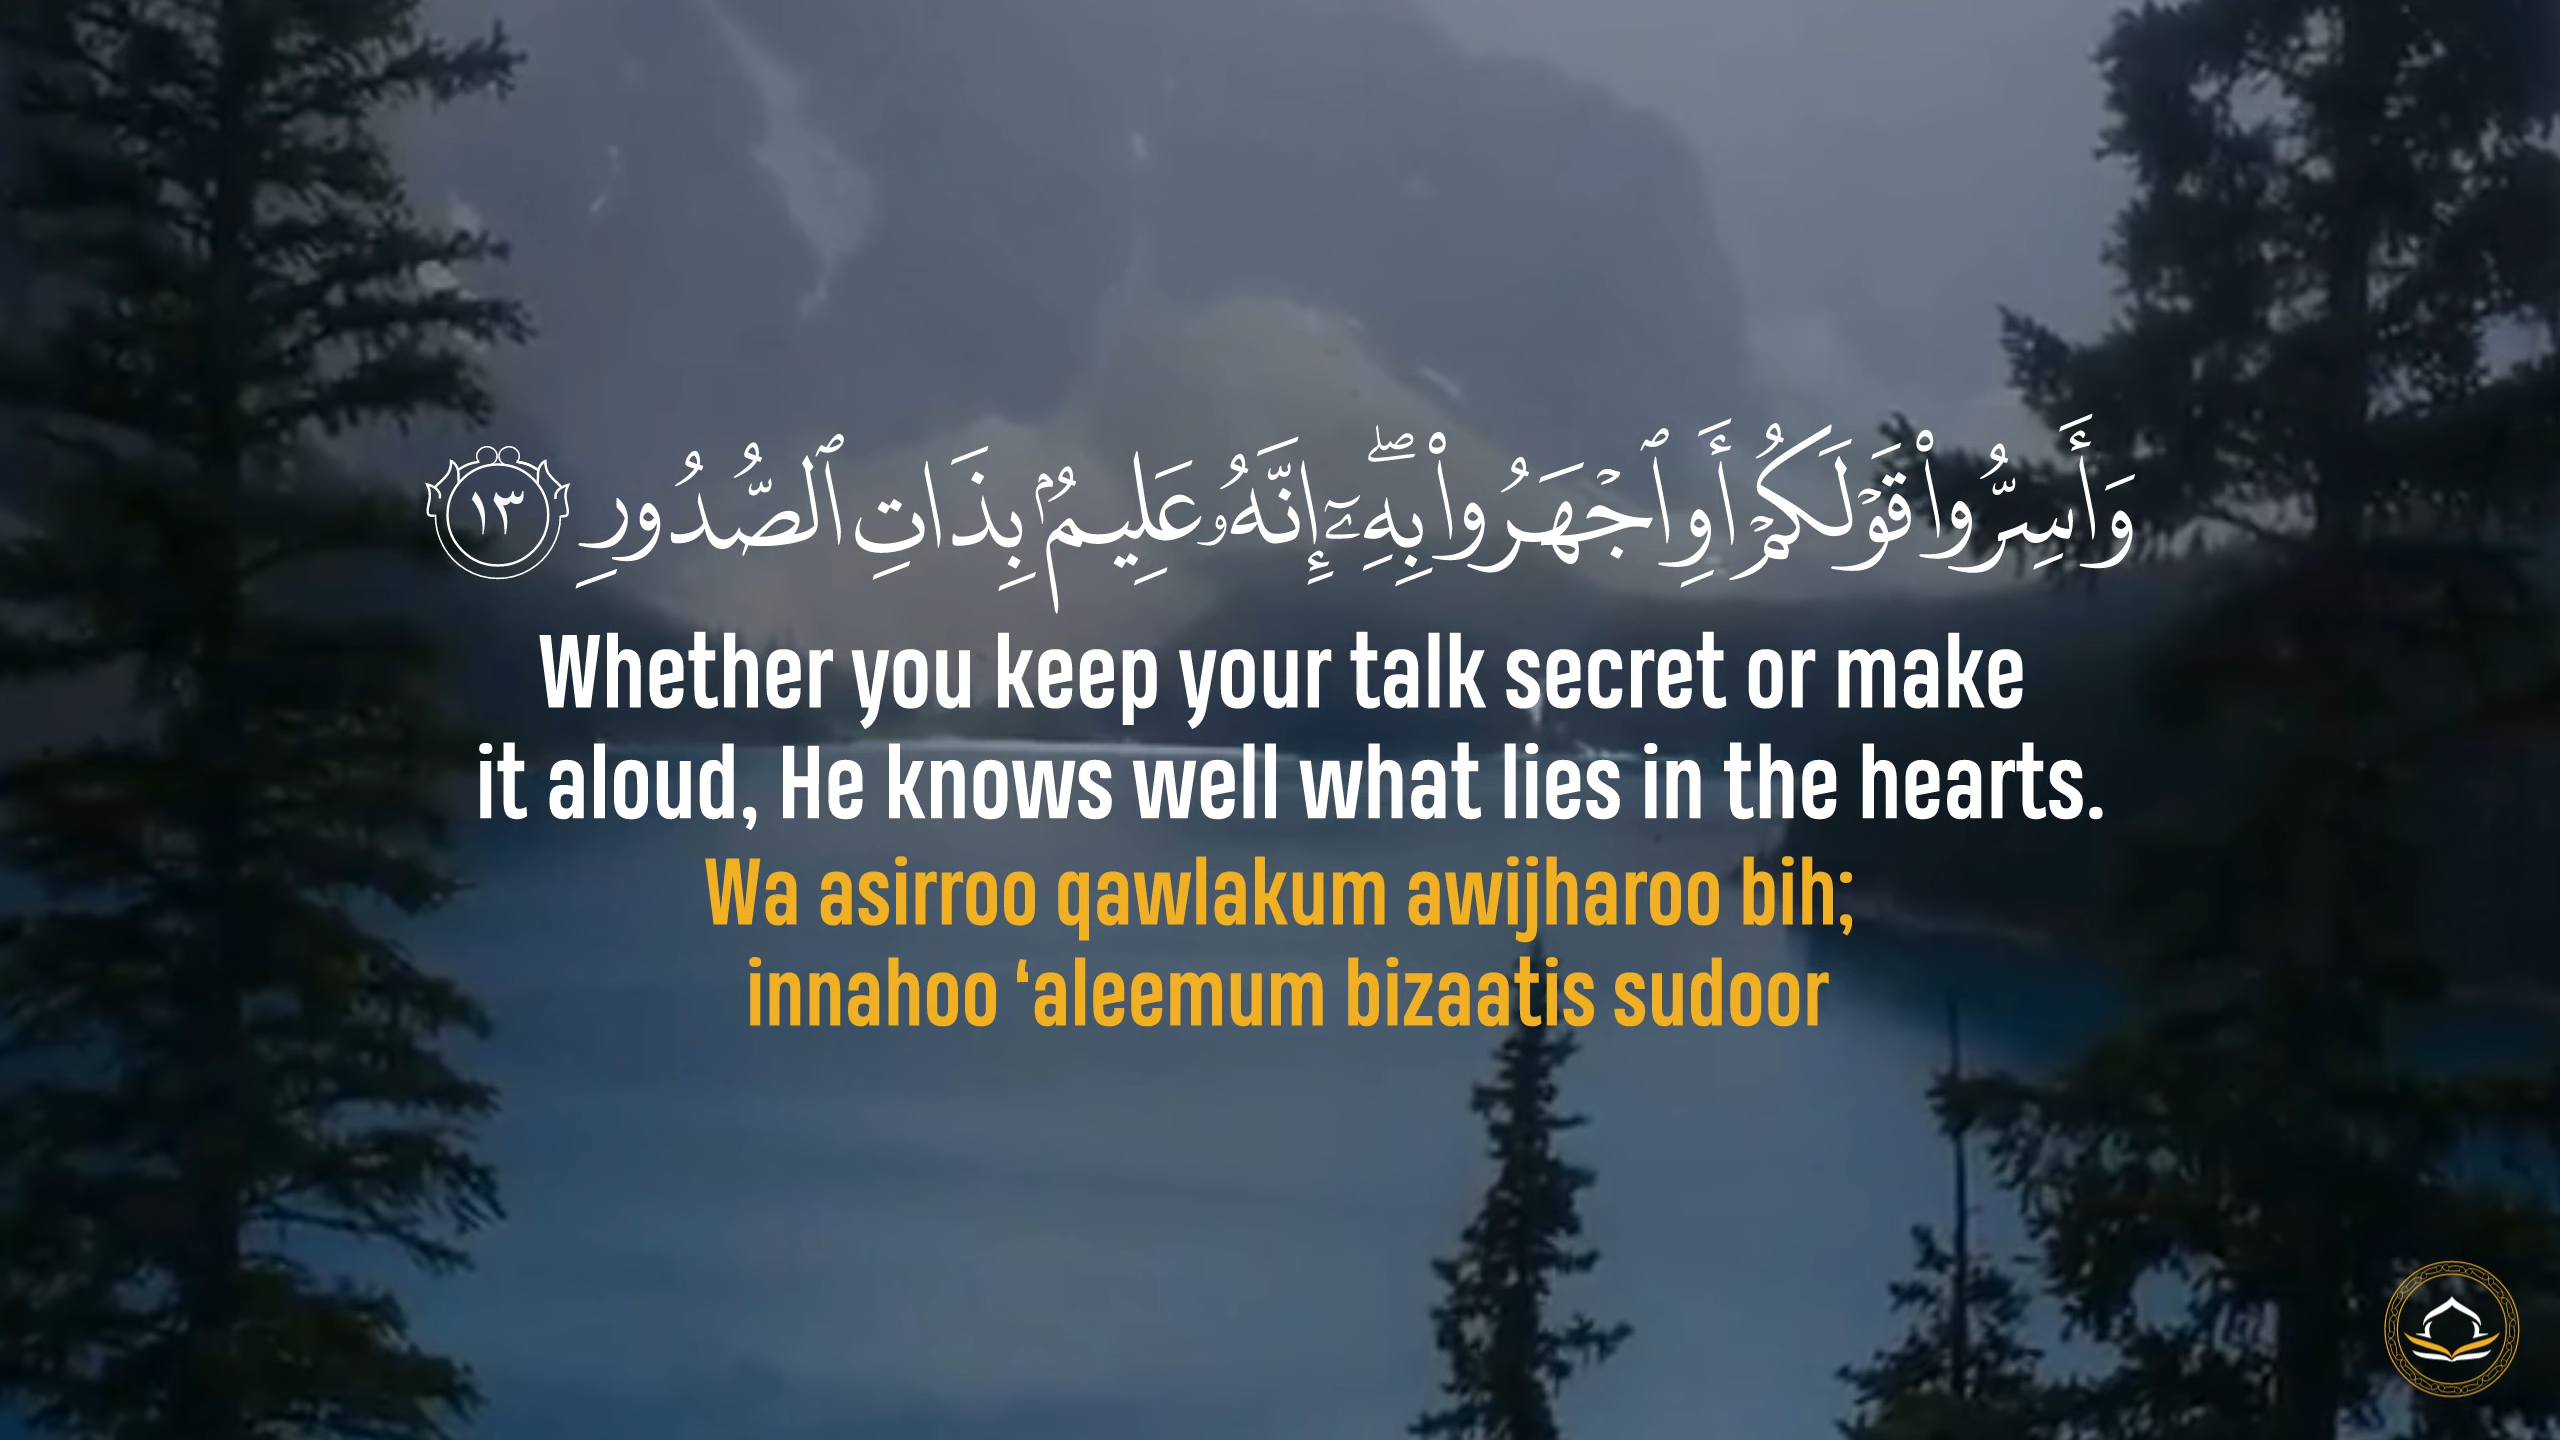 وَأَسِرُّوا۟ قَوْلَكُمْ أَوِ ٱجْهَرُوا۟ بِهِۦٓ ۖ إِنَّهُۥ عَلِيمٌۢ بِذَاتِ ٱلصُّدُورِ ١٣
Whether you keep your talk secret or make
it aloud, He knows well what lies in the hearts.
Wa asirroo qawlakum awijharoo bih;
innahoo ‘aleemum bizaatis sudoor